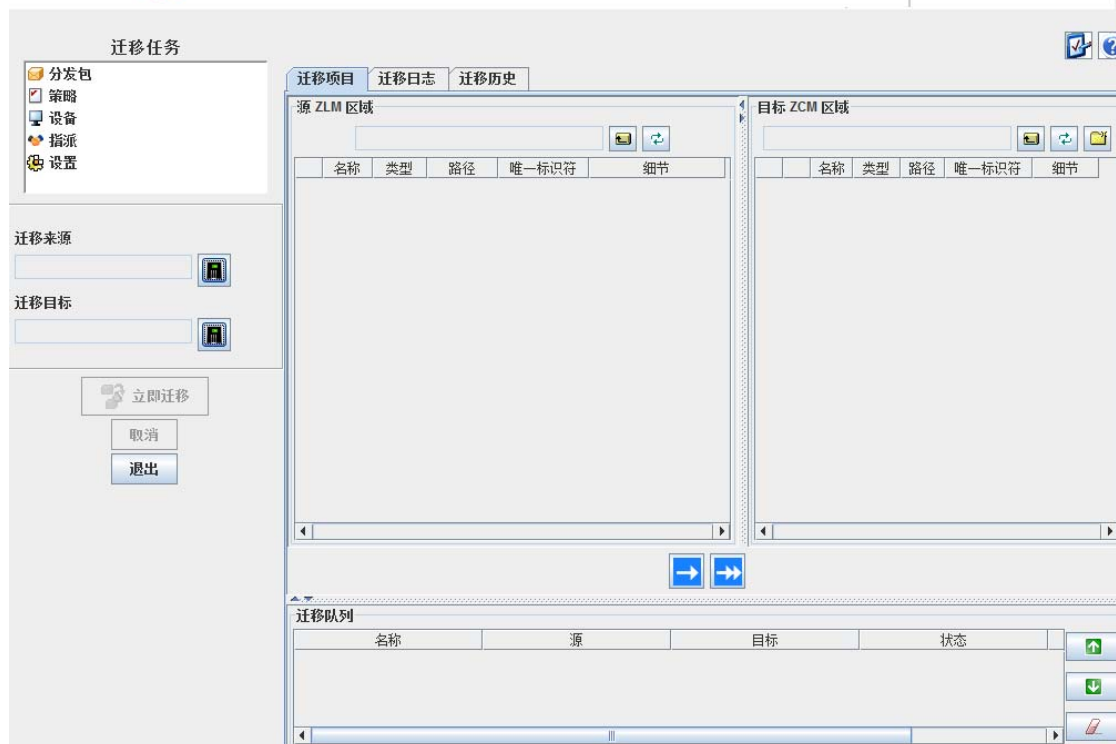 迁移任务
分发包
策略
设备
指派
设置
迁移来源
迁移目标
立即迁移
取消
退出
迁移项目 迁移日志 迁移历史
源 ZLM 区域
名称 类型 路径 唯一标识符 细节
目标 ZCM 区域
名称 类型 路径 唯一标识符 细节
迁移队列
名称 源 目标 状态